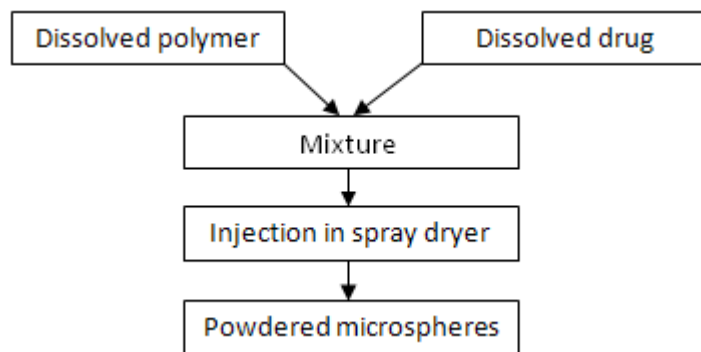 Dissolved polymer
Dissolved drug
Mixture
Injection in spray dryer
Powdered microspheres